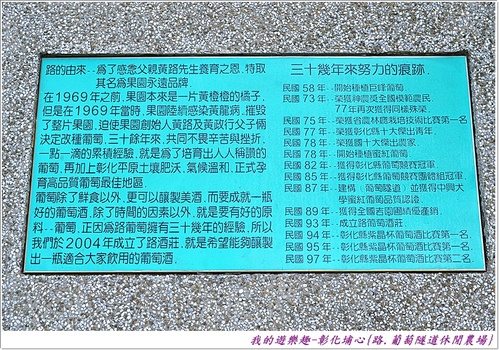 路的由來--為了感念父親黃路先生養育之恩，特取
其名為果園永遠品牌．
在1969年之前，果園本來是一片黃橙橙的橘子，
但是在1969年當時，果園陸續感染黃龍病，摧毀
了整片果園，迫使果園創始人黃路及黃政行父子倆
決定改種葡萄，三十餘年來，共同不畏辛苦與挫折，
一點一滴的累積經驗，就是為了培育出人人稱讚的
葡萄，再加上彰化平原土壤肥沃，氣候溫和，正式孕
育高品質葡萄最佳地區．
葡萄除了鮮食以外，更可以釀製美酒，而要成就一瓶
好的葡萄酒，除了時間的因素以外，就是要有好的原
料--葡萄，正因為路葡萄擁有三十幾年的經驗，所以
我們於2004年成立了路酒莊，就是希望能夠釀製
出一瓶適合大家飲用的葡萄酒．
三十幾年來努力的痕跡．
民國 58年．開始種植巨峰葡萄．
民國 73年．榮獲神農獎全國模範農民．
77年再次獲得同樣殊榮．
民國 75年．榮獲省農林廳栽培技術比賽第一名
民國 77年．榮獲彰化縣十大傑出青年．
民國 78年．榮獲國十大傑出農家．
民國 78年．開始種植蜜紅葡萄．
民國 82年．獲得彰化縣葡萄競賽冠軍．
民國 85年．獲得彰化縣葡萄競賽團體組冠軍．
民國 87年．建構（葡萄隧道）並獲得中興大
學蜜紅葡萄品質認證．
民國 89年．獲得全國吉園圃績優產銷．
民國 93年．成立路葡萄酒莊．
民國 94年．彰化縣紫晶杯葡萄酒比賽第一名．
民國 95年．彰化縣紫晶杯葡萄酒比賽第一名．
民國 97年．彰化縣紫晶杯葡萄酒比賽第二名．
我的遊樂趣-彰化埔心{路．葡萄隧道休閒農場}